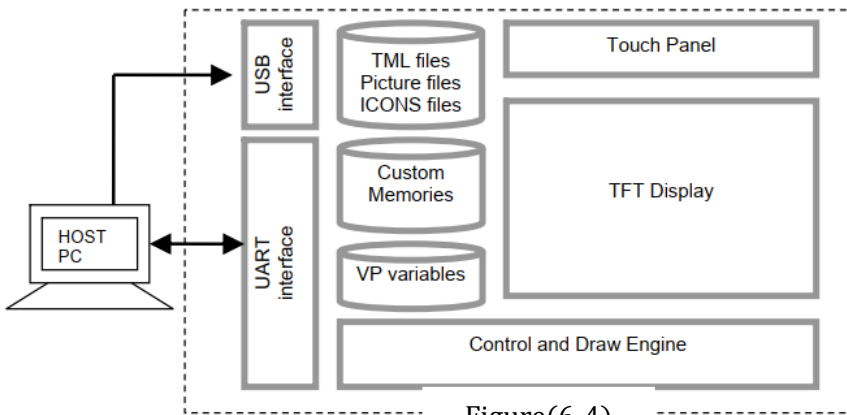 USB
interface
TML files
Picture files
ICONS files
Touch Panel
Custom
Memories
TFT Display
HOST
PC
UART
interface
VP variables
Control and Draw Engine
Figure(6-4)